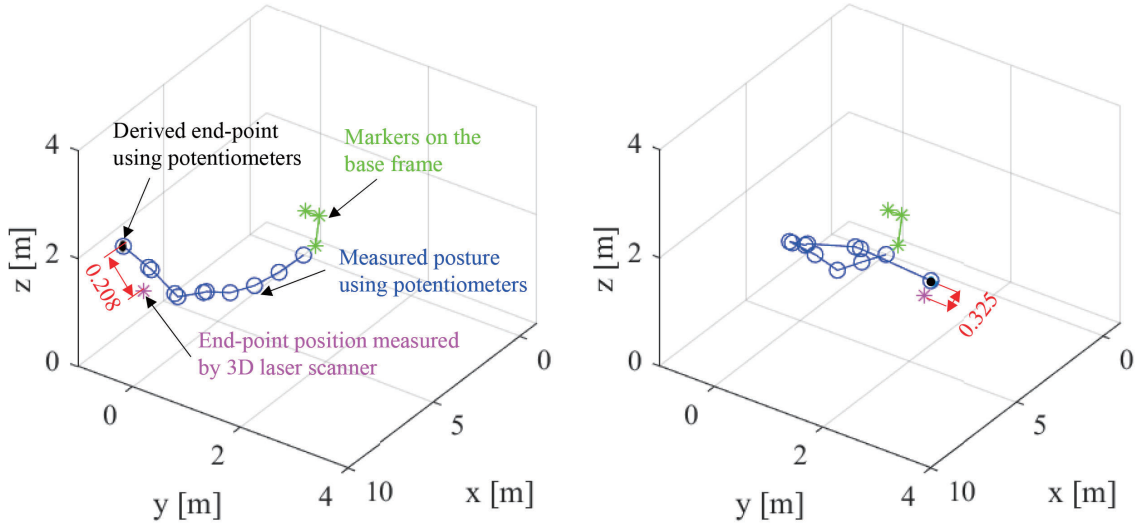 4
2
0
z [m]
Derived end-point
using potentiometers
Markers on the
base frame
Measured posture
using potentiometers
End-point position measured
by 3D laser scanner
0.208
0
2
4
y [m]
10
5
0
x [m]
4
2
0
z [m]
0.325
0
2
4
y [m]
10
5
0
x [m]